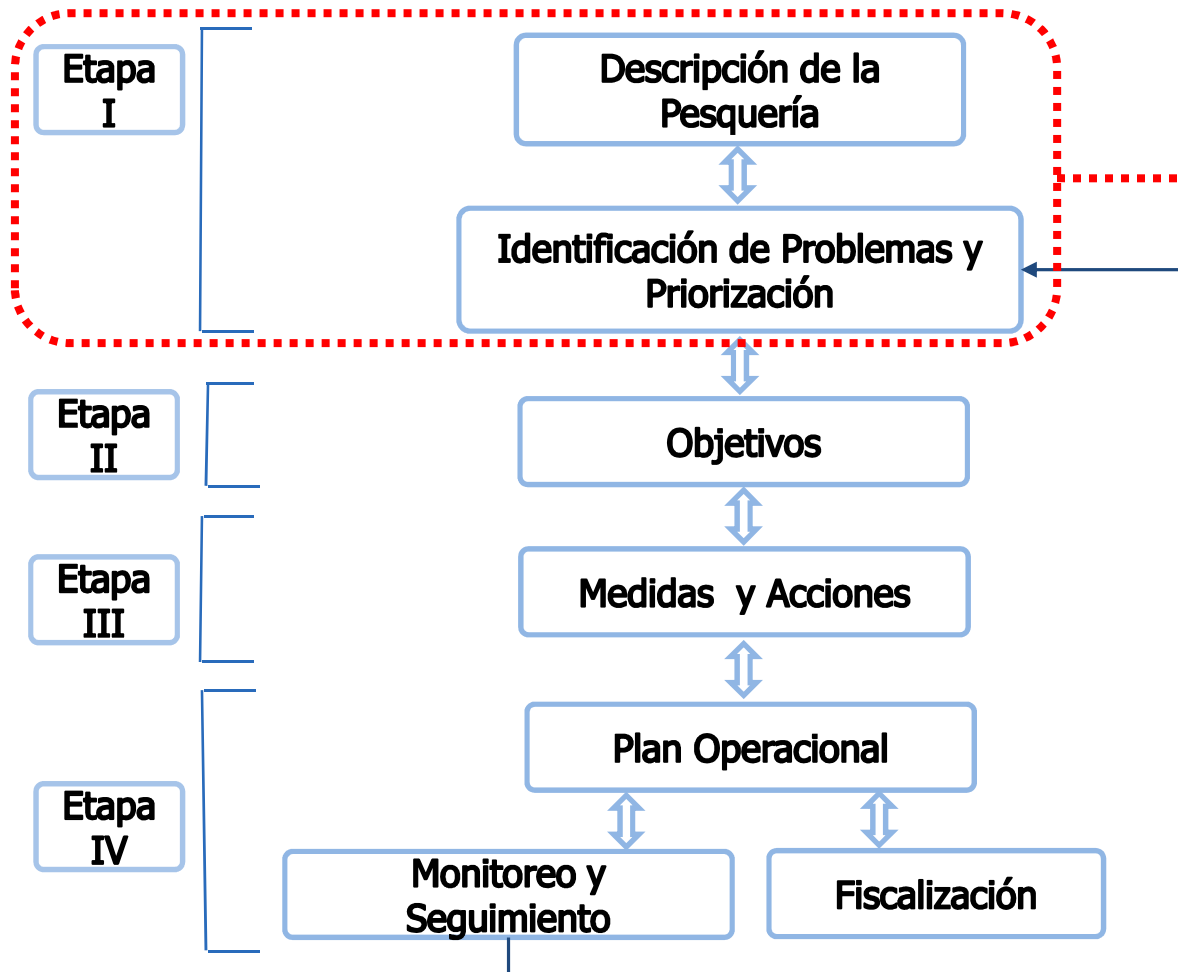 Etapa
I
Descripción de la
Pesquería
Identificación de Problemas y
Priorización
Etapa
II
Objetivos
Etapa
III
Medidas  y Acciones
Etapa
IV
Plan Operacional
Monitoreo y
Seguimiento
Fiscalización